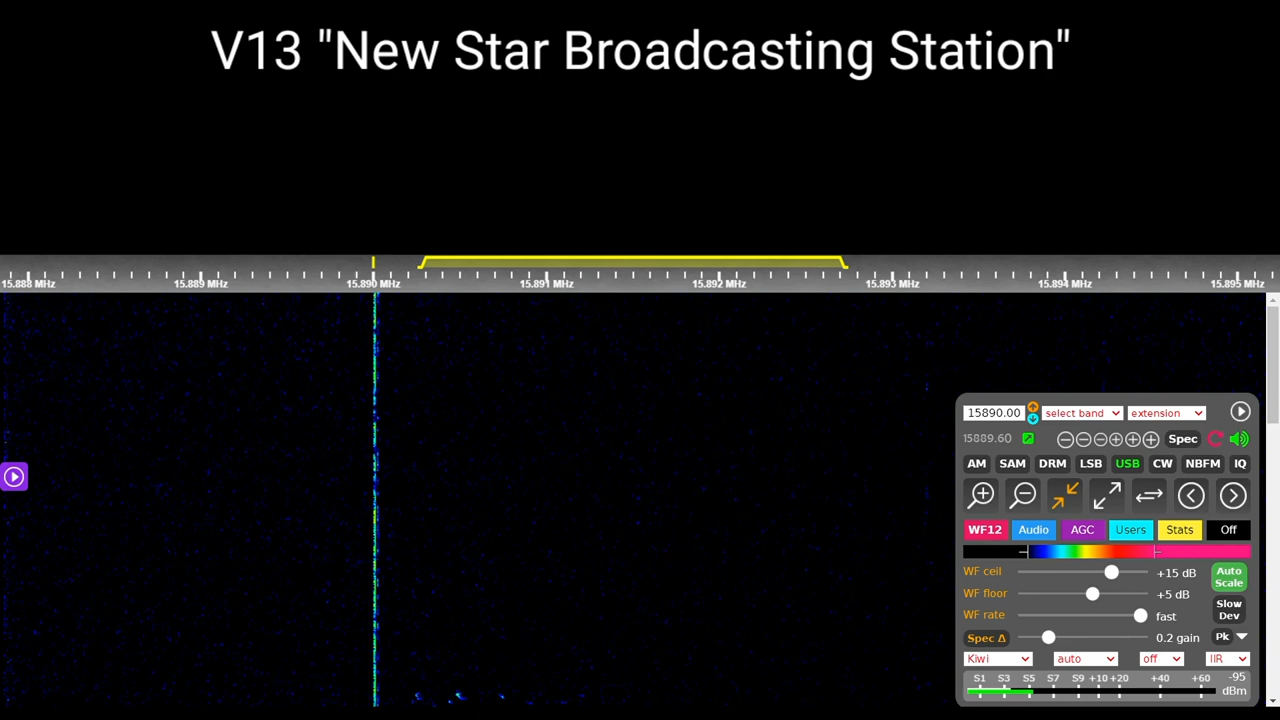 V13 "New Star Broadcasting Station"
15.888 MHz 15.889 MHz 15.890 MHz 15.891 MHz 15.892 MHz 15.893 MHz 15.894 MHz 15.895 MHz
15890.00 select band extension
15889.60 Spec
AM SAM DRM LSB USB CW NBFM IQ
WF12 Audio AGC Users Stats Off
WF ceil +15 dB Auto Scale
WF floor +5 dB
WF rate fast Slow Dev
Spec Δ 0.2 gain Pk
Kiwi auto off IIR
S1 S3 S5 S7 S9 +10 +20 +40 +60 -95 dBm